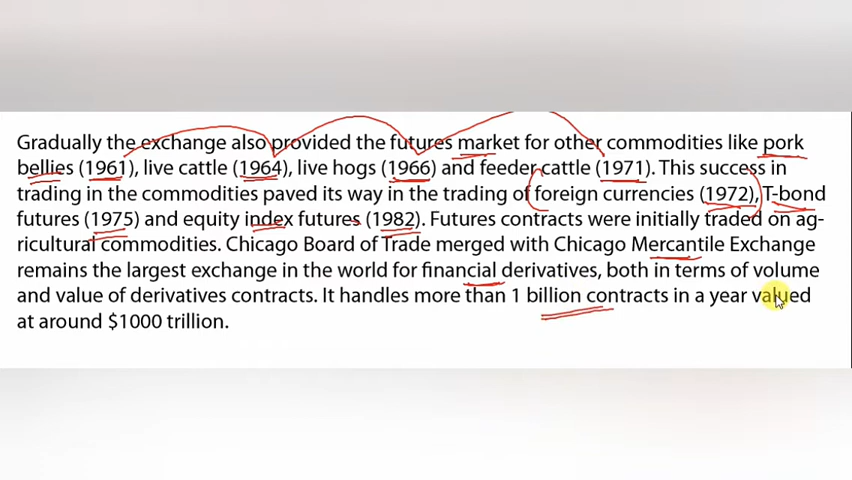 Gradually the exchange also provided the futures market for other commodities like pork
bellies (1961), live cattle (1964), live hogs (1966) and feeder cattle (1971). This success in
trading in the commodities paved its way in the trading of foreign currencies (1972), T-bond
futures (1975) and equity index futures (1982). Futures contracts were initially traded on ag-
ricultural commodities. Chicago Board of Trade merged with Chicago Mercantile Exchange
remains the largest exchange in the world for financial derivatives, both in terms of volume
and value of derivatives contracts. It handles more than 1 billion contracts in a year valued
at around $1000 trillion.